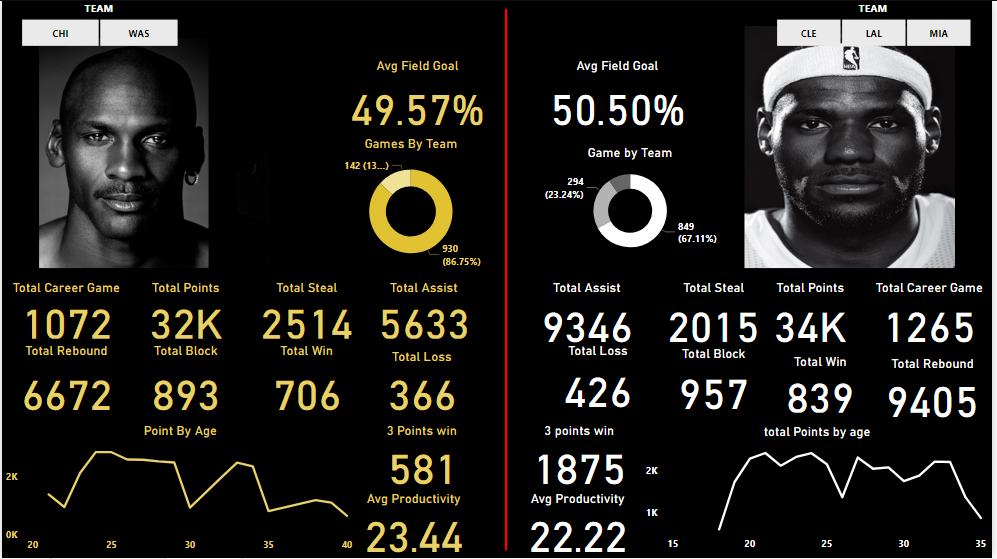 TEAM
CHI
WAS
Avg Field Goal
49.57%
Games By Team
142 (13...)
930
(86.75%)
Total Career Game
Total Points
Total Steal
Total Assist
1072
32K
2514
5633
Total Rebound
Total Block
Total Win
Total Loss
6672
893
706
366
Point By Age
2K
0K
20
25
30
35
40
3 Points win
581
Avg Productivity
23.44
TEAM
CLE
LAL
MIA
NBA
Avg Field Goal
50.50%
Game by Team
294
(23.24%)
849
(67.11%)
Total Assist
Total Steal
Total Points
Total Career Game
9346
2015
34K
1265
Total Loss
Total Block
Total Win
Total Rebound
426
957
839
9405
3 points win
1875
Avg Productivity
22.22
total Points by age
2K
1K
15
20
25
30
35